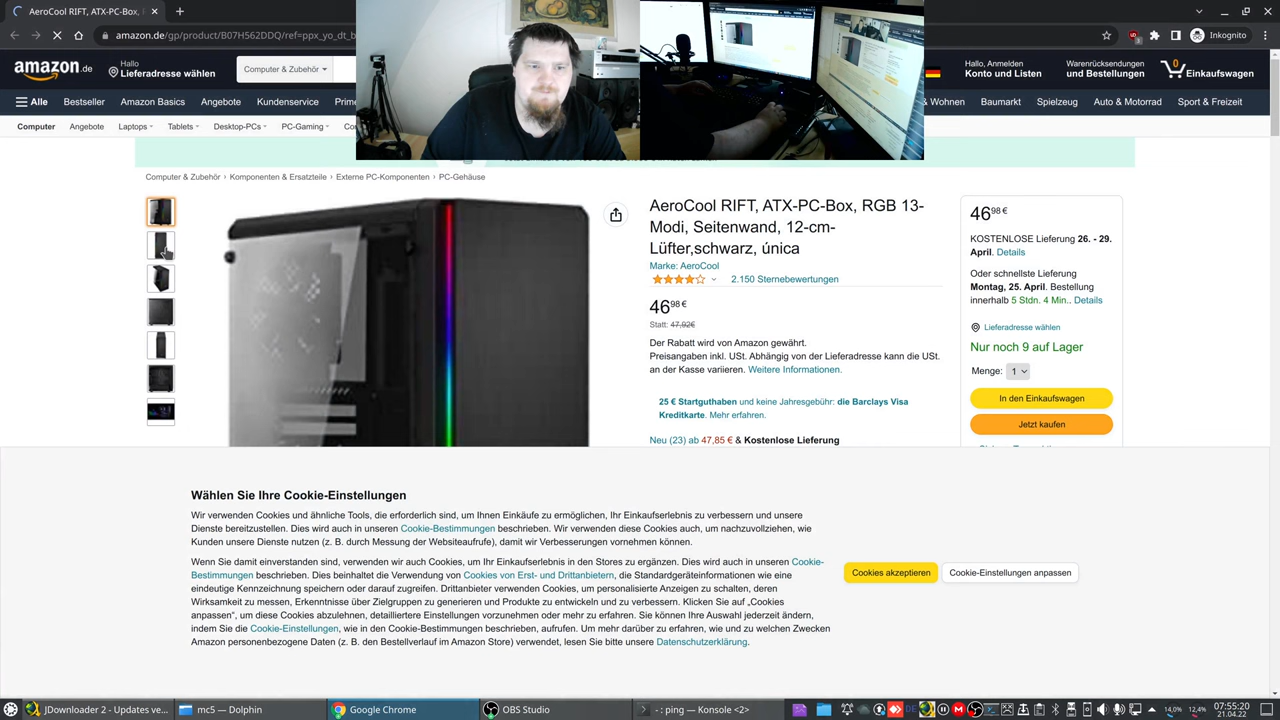 AeroCool RIFT, ATX-PC-Bo
Inkognito
amazon.de
Hallo
Lieferadresse wählen
Computer & Zubehör
Hallo, Anmelden
Konto und Listen
Warenrücksendungen
und Bestellungen
0
Einkaufswagen
Alle
Bestseller
Amazon Basics
Angebote
Kundenservice
Prime
& Wohnen
Baumarkt
Spielzeug
Auto & Motorrad
Sport & Freizeit
Computer
Angebote
Laptops
Tablets
Desktop-PCs
PC-Gaming
Computer & Zubehör › Komponenten & Ersatzteile › Externe PC-Komponenten › PC-Gehäuse
AeroCool RIFT, ATX-PC-Box, RGB 13-
Modi, Seitenwand, 12-cm-
Lüfter,schwarz, única
Marke: AeroCool
2.150 Sternebewertungen
46 98 €
Statt: 47,92€
Der Rabatt wird von Amazon gewährt.
Preisangaben inkl. USt. Abhängig von der Lieferadresse kann die USt.
an der Kasse variieren. Weitere Informationen.
25 € Startguthaben und keine Jahresgebühr: die Barclays Visa
Kreditkarte. Mehr erfahren.
Neu (23) ab 47,85 € & Kostenlose Lieferung
46 98 €
KOSTENLOSE Lieferung 26. - 29.
April. Details
Oder schnellste Lieferung
Montag, 25. April. Bestellung
innerhalb 5 Stdn. 4 Min.. Details
Lieferadresse wählen
Nur noch 9 auf Lager
Menge: 1
In den Einkaufswagen
Jetzt kaufen
Wählen Sie Ihre Cookie-Einstellungen
Wir verwenden Cookies und ähnliche Tools, die erforderlich sind, um Ihnen Einkäufe zu ermöglichen, Ihr Einkaufserlebnis zu verbessern und unsere
Dienste bereitzustellen. Dies wird auch in unseren Cookie-Bestimmungen beschrieben. Wir verwenden diese Cookies auch, um nachzuvollziehen, wie
Kunden unsere Dienste nutzen (z. B. durch Messung der Websiteaufrufe), damit wir Verbesserungen vornehmen können.
Wenn Sie damit einverstanden sind, verwenden wir auch Cookies, um Ihr Einkaufserlebnis in den Stores zu ergänzen. Dies wird auch in unseren Cookie-
Bestimmungen beschrieben. Dies beinhaltet die Verwendung von Cookies von Erst- und Drittanbietern, die Standardgeräteinformationen wie eine
eindeutige Kennzeichnung speichern oder darauf zugreifen. Drittanbieter verwenden Cookies, um personalisierte Anzeigen zu schalten, deren
Wirksamkeit zu messen, Erkenntnisse über Zielgruppen zu generieren und Produkte zu entwickeln und zu verbessern. Klicken Sie auf „Cookies
anpassen“, um diese Cookies abzulehnen, detailliertere Einstellungen vorzunehmen oder mehr zu erfahren. Sie können Ihre Auswahl jederzeit ändern,
indem Sie die Cookie-Einstellungen, wie in den Cookie-Bestimmungen beschrieben, aufrufen. Um mehr darüber zu erfahren, wie und zu welchen Zwecken
Amazon personenbezogene Daten (z. B. den Bestellverlauf im Amazon Store) verwendet, lesen Sie bitte unsere Datenschutzerklärung.
Cookies akzeptieren
Cookie-Einstellungen anpassen
JDownloader 2 - Updates ve...
mc5 — Dolphin
Google Chrome
OBS Studio
- ping — Konsole <2>
DE
14.0%
12.4%
07:55:20
21.04.22